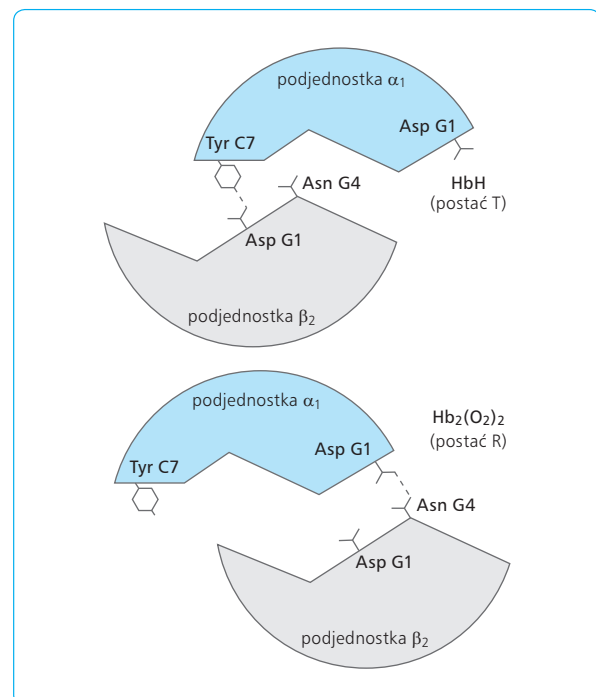 podjednostka α₁
Asp G1
Tyr C7
Asn G4
HbH
(postać T)
Asp G1
podjednostka β₂
podjednostka α₁
Hb₂(O₂)₂
(postać R)
Asp G1
Tyr C7
Asn G4
Asp G1
podjednostka β₂